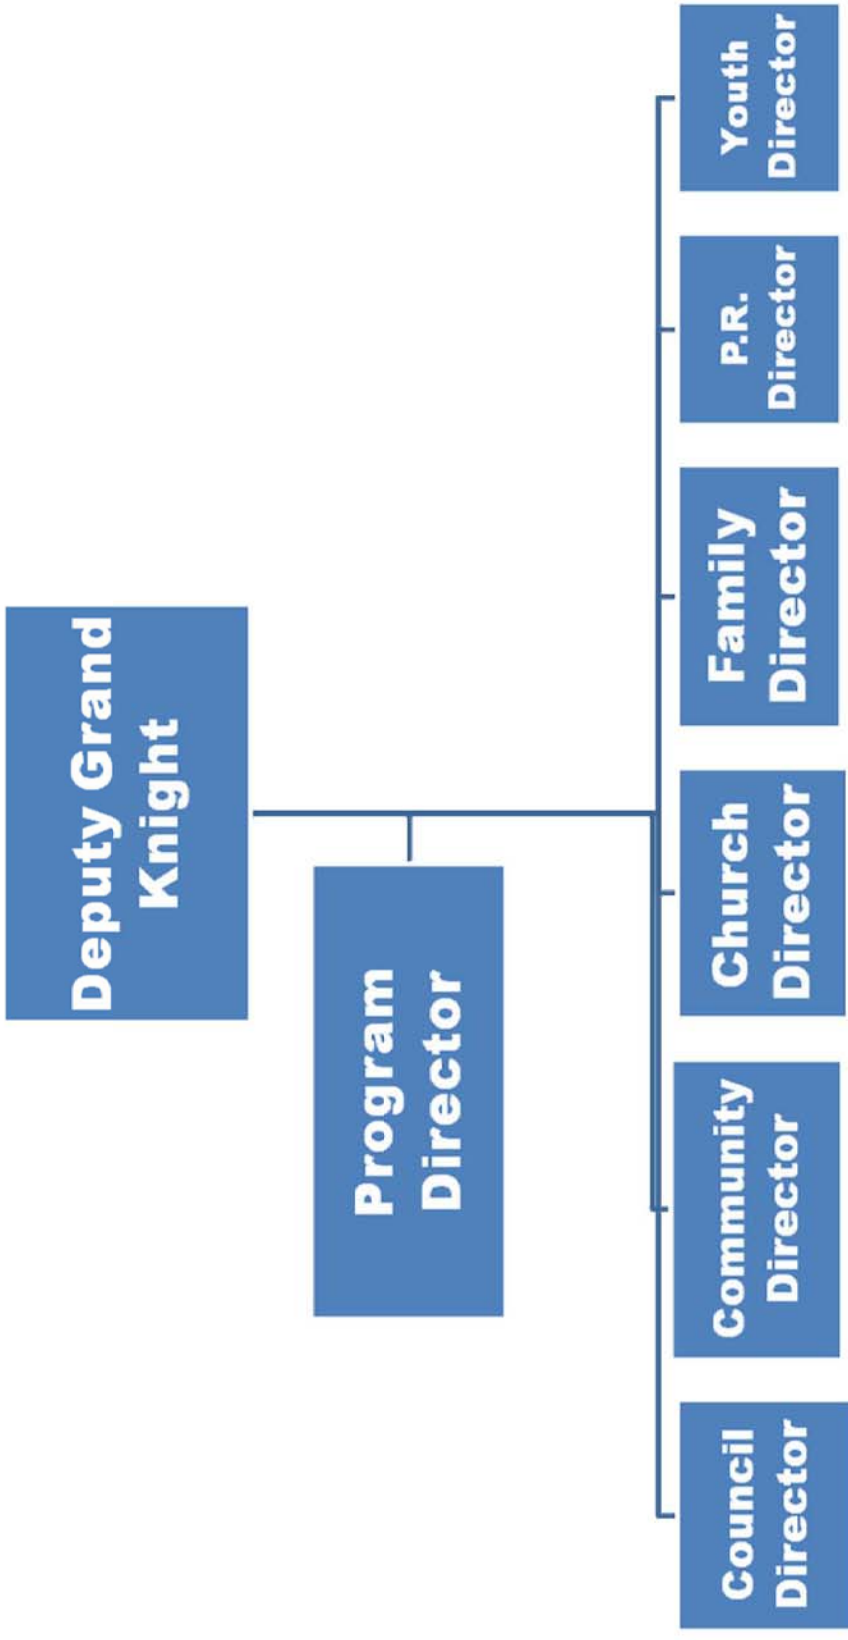 Deputy Grand
Knight
Program
Director
Council
Director
Community
Director
Church
Director
Family
Director
P.R.
Director
Youth
Director